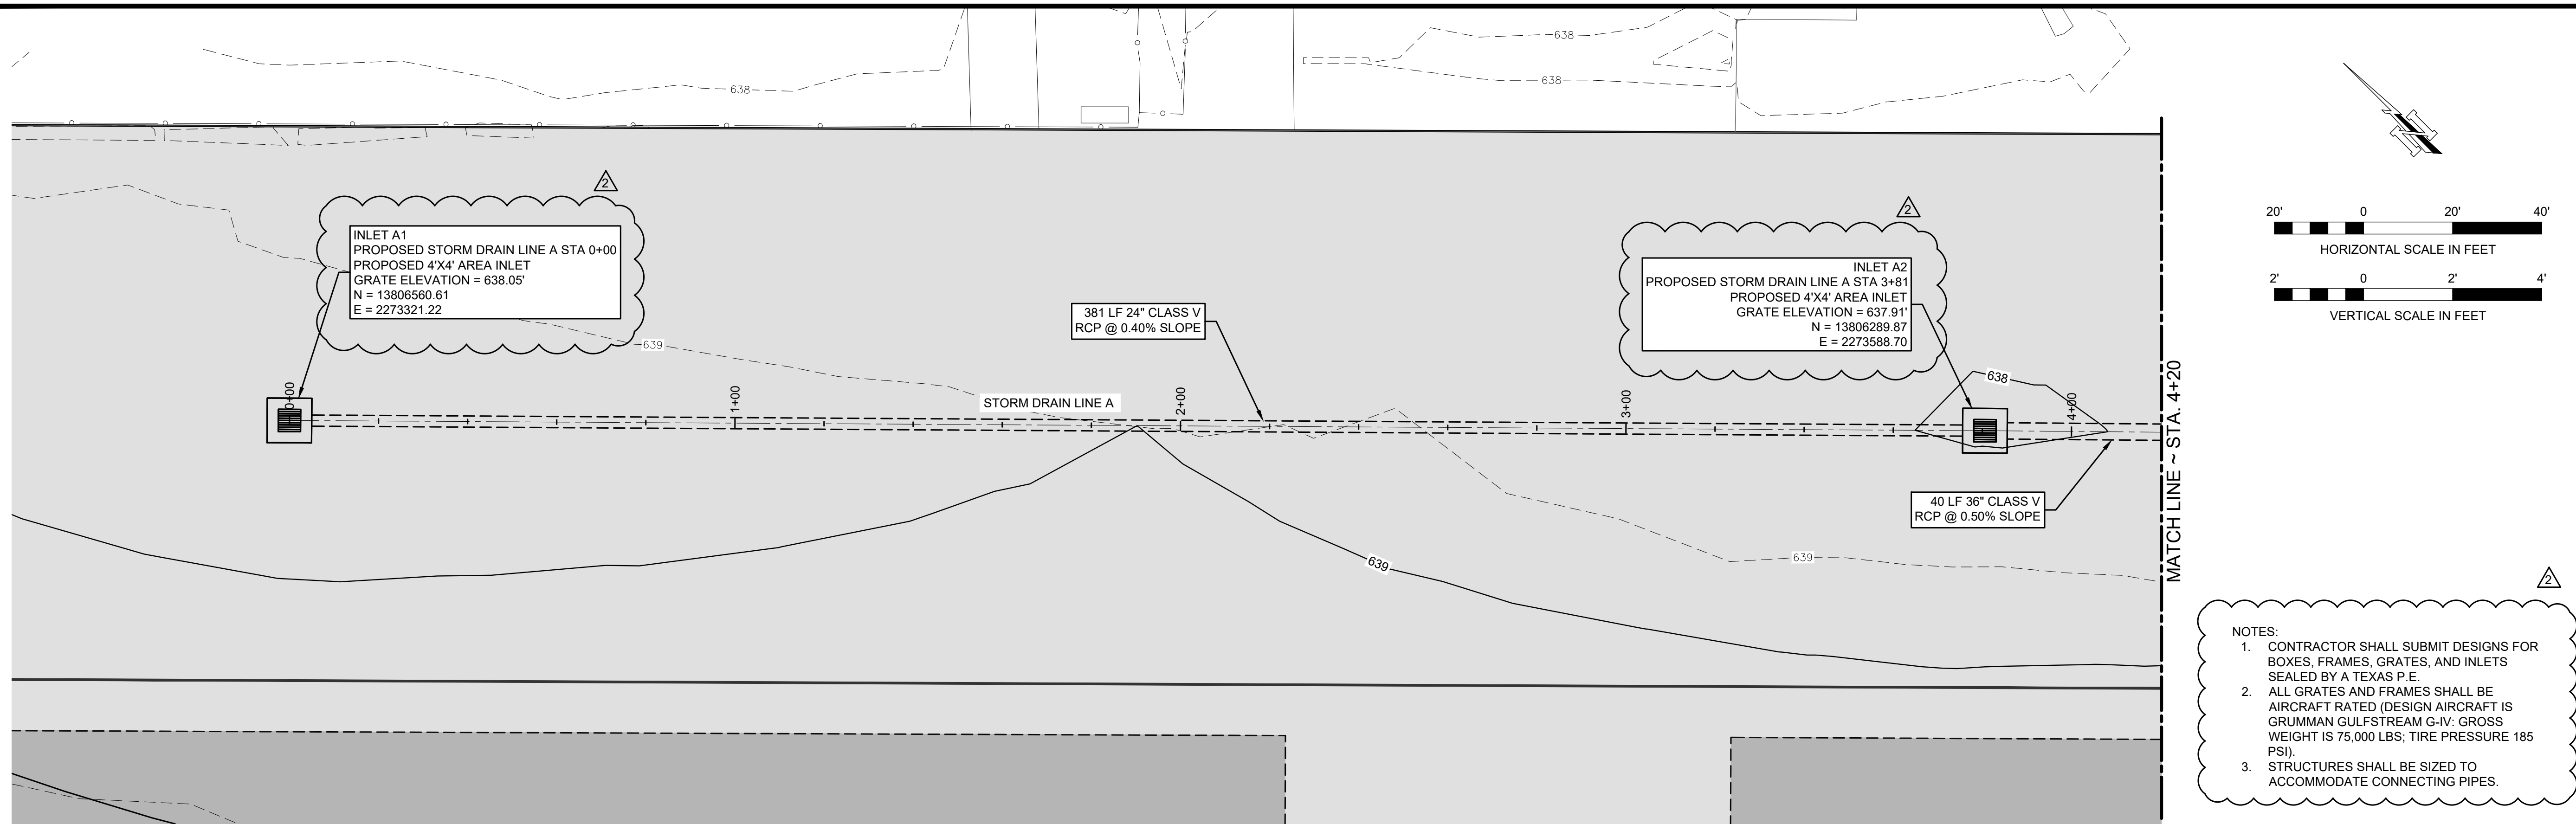 638
638
638
2
INLET A1
PROPOSED STORM DRAIN LINE A STA 0+00
PROPOSED 4'X4' AREA INLET
GRATE ELEVATION = 638.05'
N = 13806560.61
E = 2273321.22
639
381 LF 24" CLASS V
RCP @ 0.40% SLOPE
2
INLET A2
PROPOSED STORM DRAIN LINE A STA 3+81
PROPOSED 4'X4' AREA INLET
GRATE ELEVATION = 637.91'
N = 13806289.87
E = 2273588.70
0+00
1+00
STORM DRAIN LINE A
2+00
3+00
638
4+00
40 LF 36" CLASS V
RCP @ 0.50% SLOPE
639
639
MATCH LINE ~ STA. 4+20
N
20' 0 20' 40'
HORIZONTAL SCALE IN FEET
2' 0 2' 4'
VERTICAL SCALE IN FEET
2
NOTES:
1. CONTRACTOR SHALL SUBMIT DESIGNS FOR
BOXES, FRAMES, GRATES, AND INLETS
SEALED BY A TEXAS P.E.
2. ALL GRATES AND FRAMES SHALL BE
AIRCRAFT RATED (DESIGN AIRCRAFT IS
GRUMMAN GULFSTREAM G-IV: GROSS
WEIGHT IS 75,000 LBS; TIRE PRESSURE 185
PSI).
3. STRUCTURES SHALL BE SIZED TO
ACCOMMODATE CONNECTING PIPES.